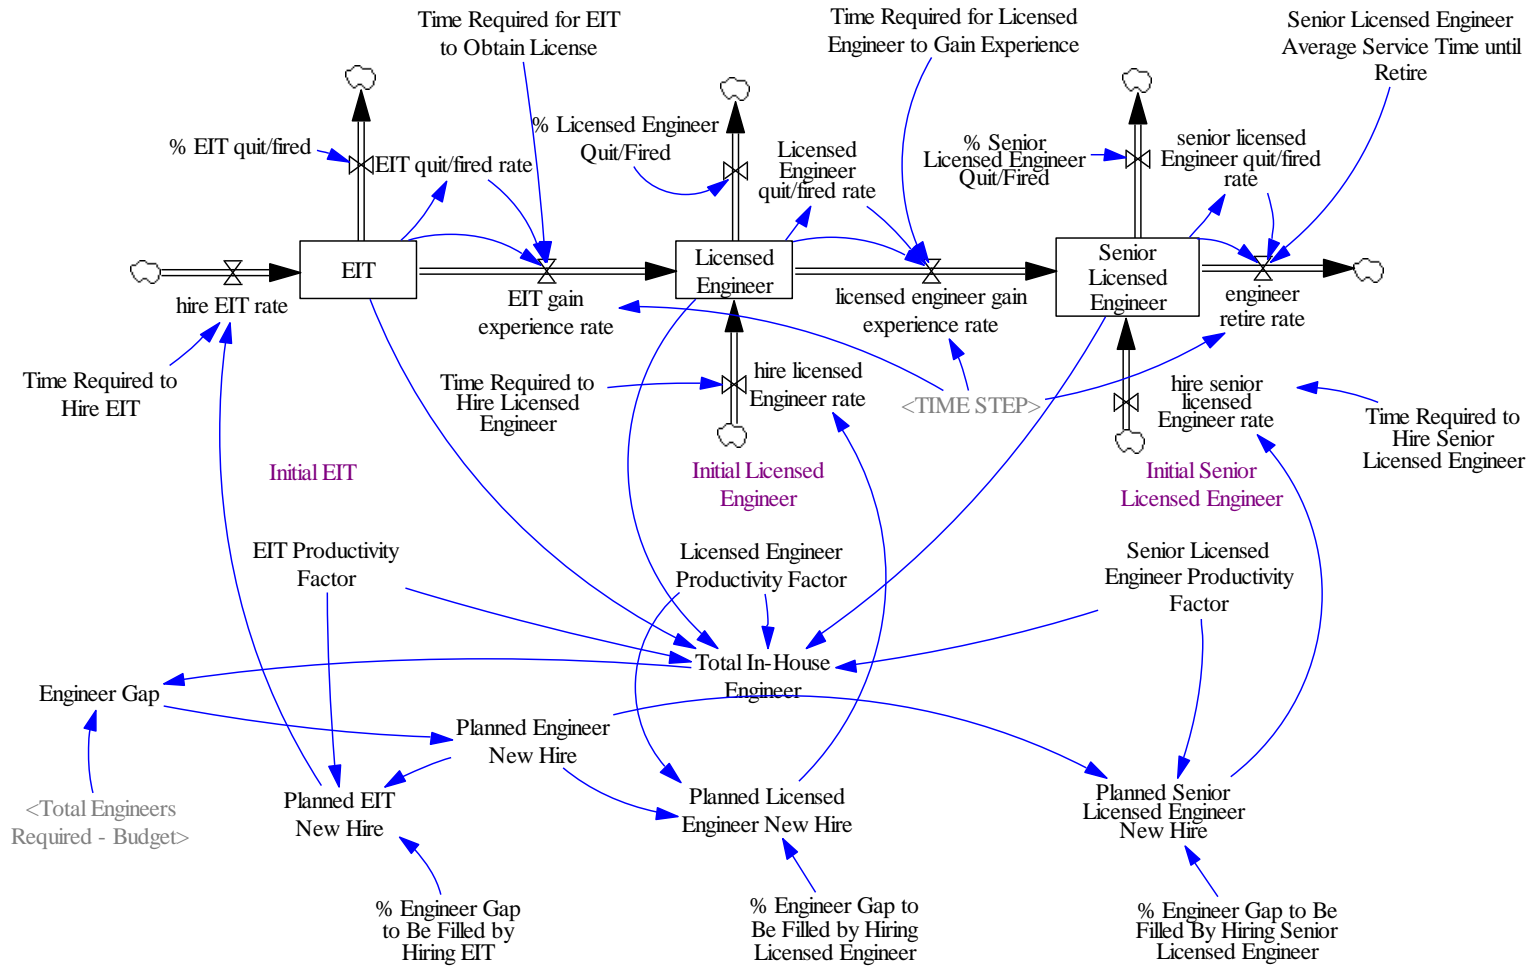 Time Required for EIT
to Obtain License
Time Required for Licensed
Engineer to Gain Experience
Senior Licensed Engineer
Average Service Time until
Retire
% EIT quit/fired
EIT quit/fired rate
% Licensed Engineer
Quit/Fired
Licensed
Engineer
quit/fired rate
% Senior
Licensed Engineer
Quit/Fired
senior licensed
Engineer quit/fired
rate
EIT
Licensed
Engineer
Senior
Licensed
Engineer
hire EIT rate
EIT gain
experience rate
licensed engineer gain
experience rate
engineer
retire rate
Time Required to
Hire EIT
Time Required to
Hire Licensed
Engineer
hire licensed
Engineer rate
<TIME STEP>
hire senior
licensed
Engineer rate
Time Required to
Hire Senior
Licensed Engineer
Initial EIT
Initial Licensed
Engineer
Initial Senior
Licensed Engineer
EIT Productivity
Factor
Licensed Engineer
Productivity Factor
Senior Licensed
Engineer Productivity
Factor
Total In-House
Engineer
Engineer Gap
Planned Engineer
New Hire
<Total Engineers
Required - Budget>
Planned EIT
New Hire
Planned Licensed
Engineer New Hire
Planned Senior
Licensed Engineer
New Hire
% Engineer Gap
to Be Filled by
Hiring EIT
% Engineer Gap to
Be Filled by Hiring
Licensed Engineer
% Engineer Gap to Be
Filled By Hiring Senior
Licensed Engineer